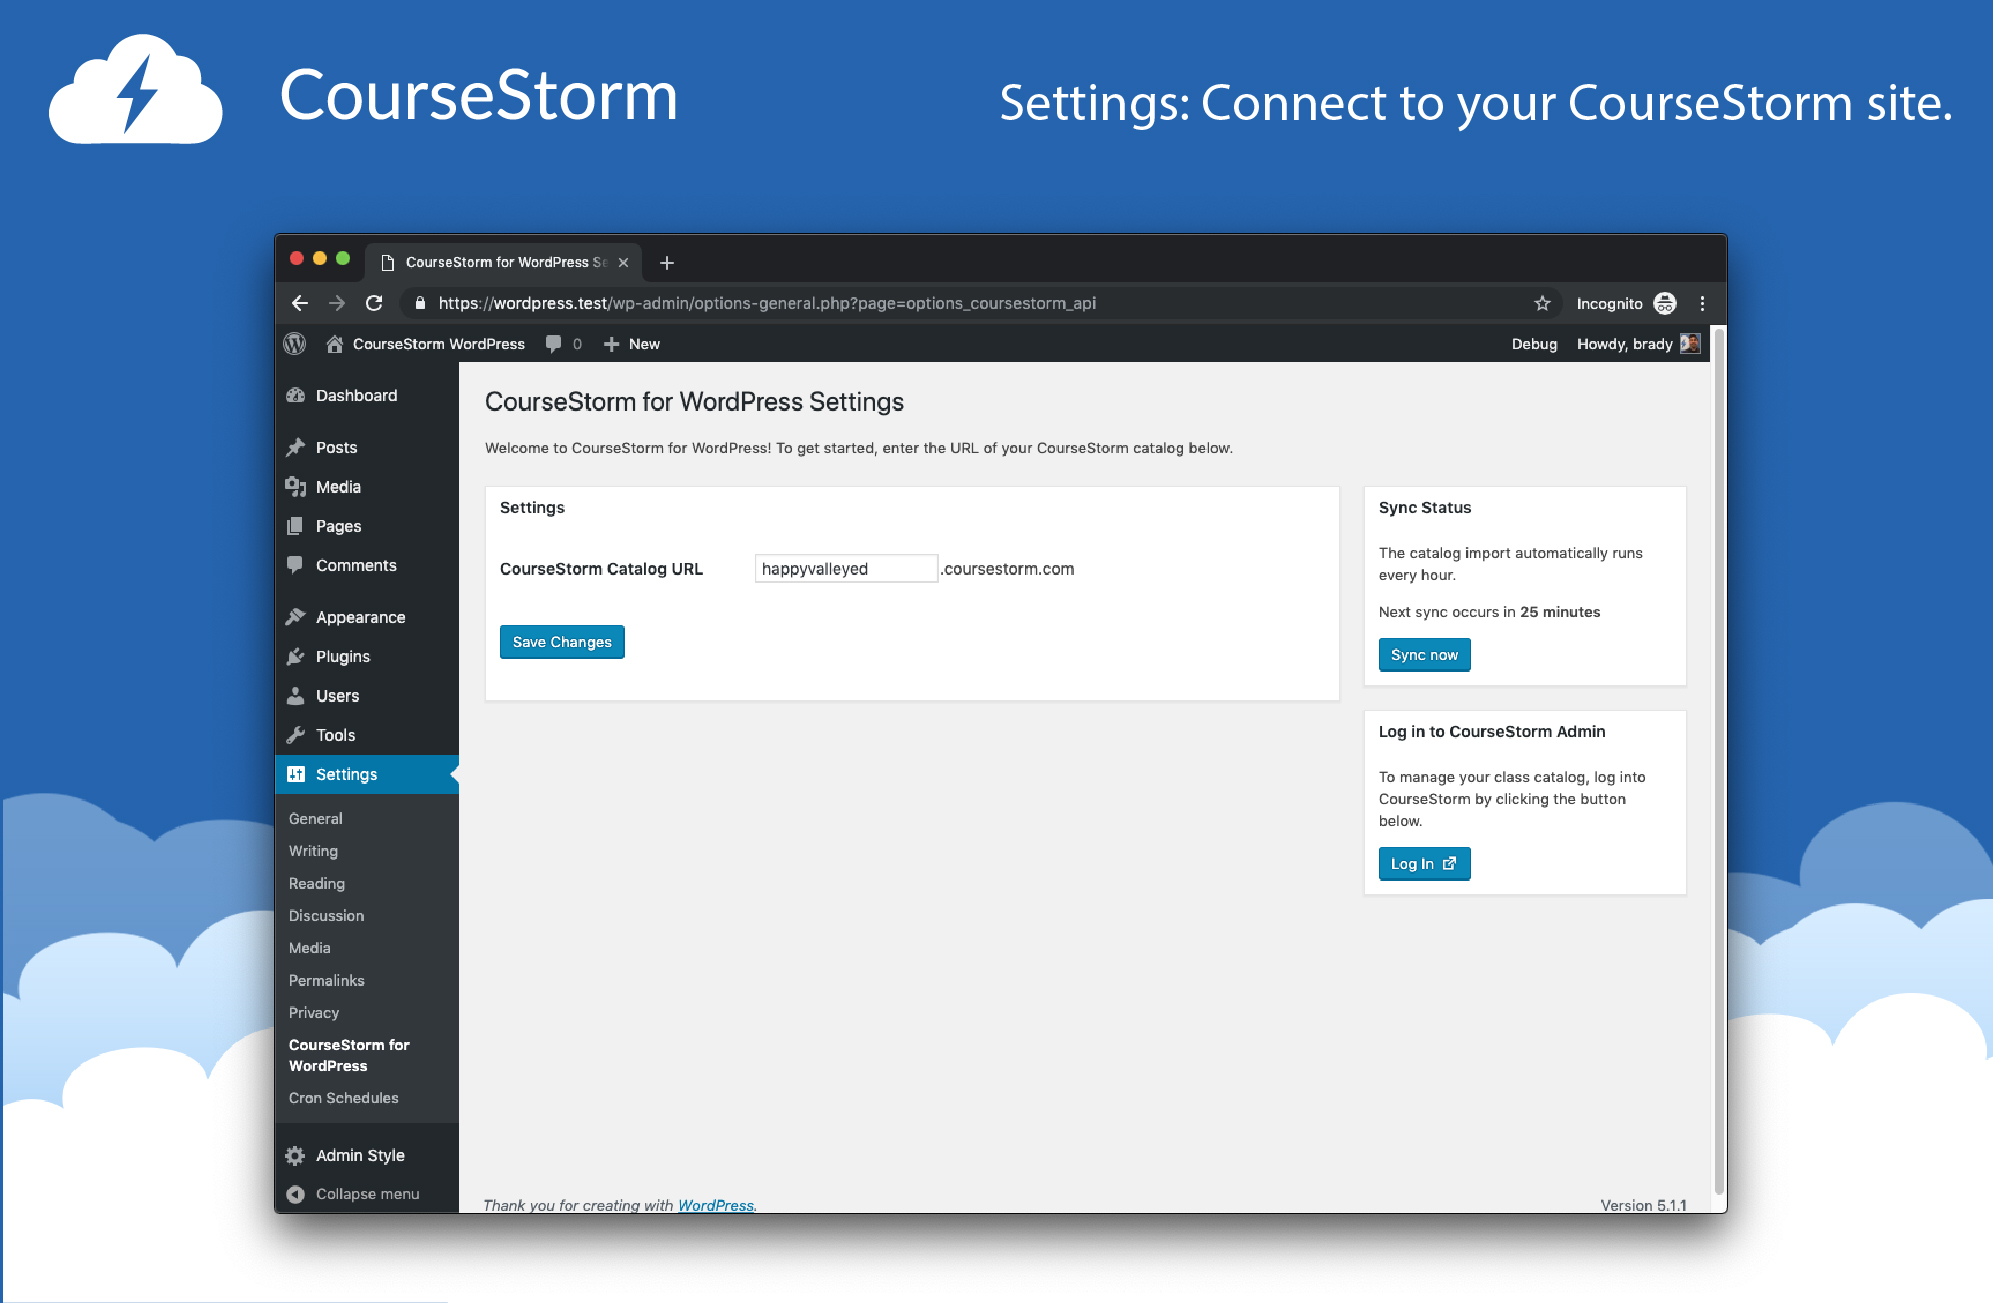 CourseStorm
Settings: Connect to your CourseStorm site.
CourseStorm for WordPress Se
https://wordpress.test/wp-admin/options-general.php?page=options_coursestorm_api
Incognito
CourseStorm WordPress
0
New
Debug
Howdy, brady
Dashboard
Posts
Media
Pages
Comments
Appearance
Plugins
Users
Tools
Settings
General
Writing
Reading
Discussion
Media
Permalinks
Privacy
CourseStorm for
WordPress
Cron Schedules
Admin Style
Collapse menu
CourseStorm for WordPress Settings
Welcome to CourseStorm for WordPress! To get started, enter the URL of your CourseStorm catalog below.
Settings
CourseStorm Catalog URL
happyvalleyed
.coursestorm.com
Save Changes
Sync Status
The catalog import automatically runs
every hour.
Next sync occurs in 25 minutes
Sync now
Log in to CourseStorm Admin
To manage your class catalog, log into
CourseStorm by clicking the button
below.
Log In
Thank you for creating with WordPress.
Version 5.1.1